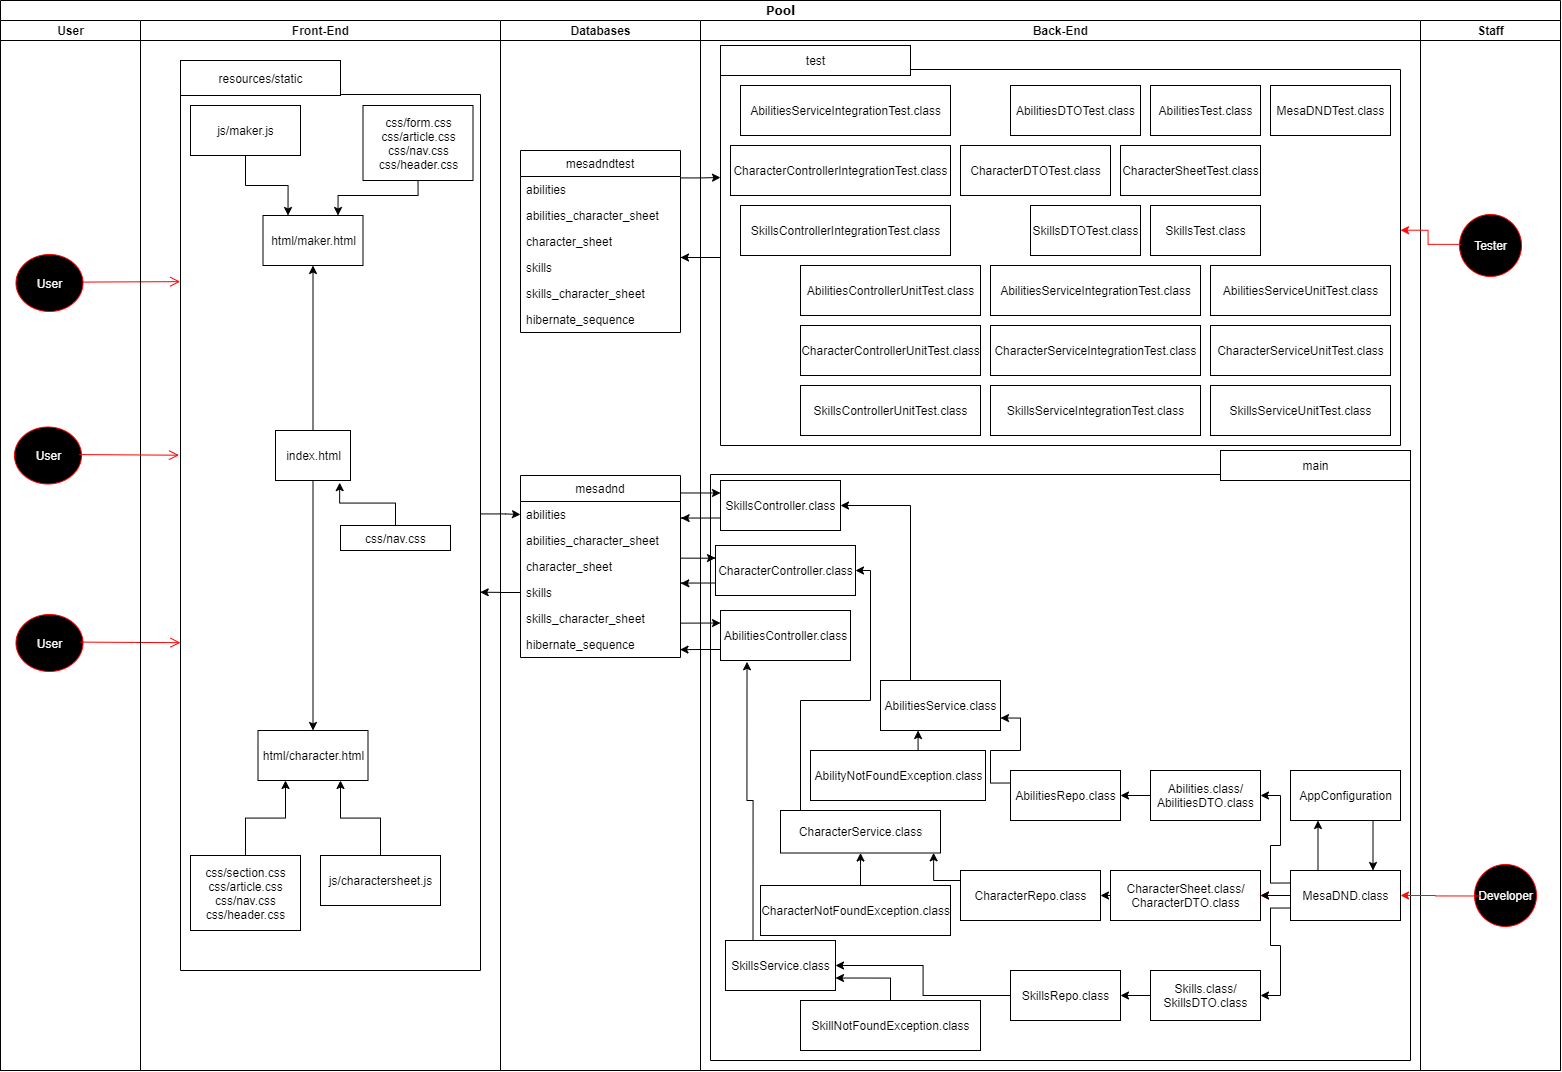 Pool
User
Front-End
Databases
Back-End
Staff
User
User
User
resources/static
js/maker.js
css/form.css
css/article.css
css/nav.css
css/header.css
html/maker.html
index.html
css/nav.css
html/character.html
css/section.css
css/article.css
css/nav.css
css/header.css
js/charactersheet.js
mesadndtest
abilities
abilities_character_sheet
character_sheet
skills
skills_character_sheet
hibernate_sequence
mesadnd
abilities
abilities_character_sheet
character_sheet
skills
skills_character_sheet
hibernate_sequence
test
AbilitiesServiceIntegrationTest.class
AbilitiesDTOTest.class
AbilitiesTest.class
MesaDNDTest.class
CharacterControllerIntegrationTest.class
CharacterDTOTest.class
CharacterSheetTest.class
SkillsControllerIntegrationTest.class
SkillsDTOTest.class
SkillsTest.class
AbilitiesControllerUnitTest.class
AbilitiesServiceIntegrationTest.class
AbilitiesServiceUnitTest.class
CharacterControllerUnitTest.class
CharacterServiceIntegrationTest.class
CharacterServiceUnitTest.class
SkillsControllerUnitTest.class
SkillsServiceIntegrationTest.class
SkillsServiceUnitTest.class
main
SkillsController.class
CharacterController.class
AbilitiesController.class
AbilitiesService.class
AbilityNotFoundException.class
AbilitiesRepo.class
Abilities.class/
AbilitiesDTO.class
AppConfiguration
CharacterService.class
CharacterNotFoundException.class
CharacterRepo.class
CharacterSheet.class/
CharacterDTO.class
MesaDND.class
SkillsService.class
SkillNotFoundException.class
SkillsRepo.class
Skills.class/
SkillsDTO.class
Tester
Developer